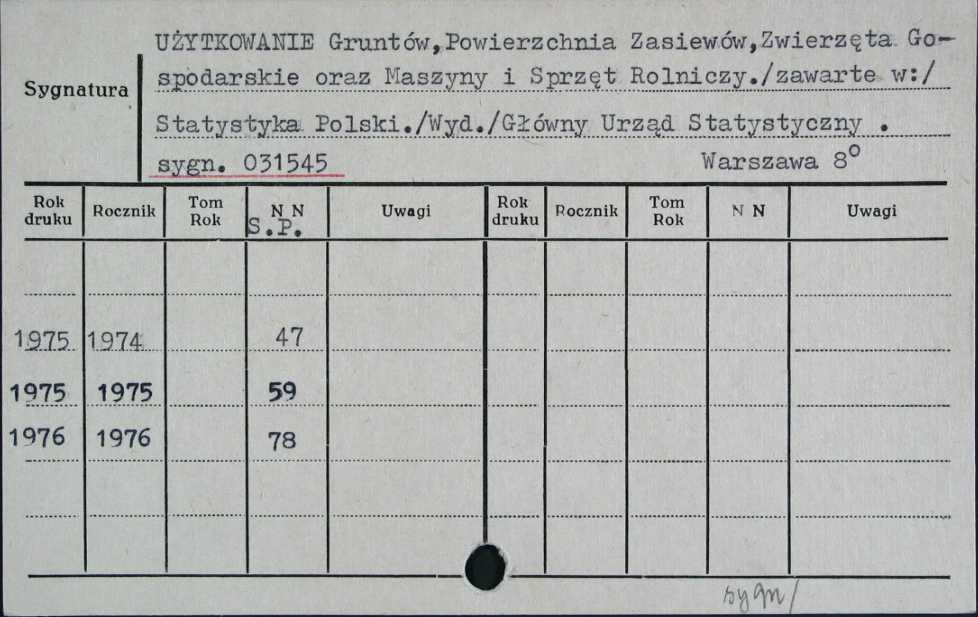 UŻYTKOWANIE Gruntów,Powierzchnia Zasiewów,Zwierzęta Go-
Sygnatura
spodarskie oraz Maszyny i Sprzęt Rolniczy./zawarte w:/
Statystyka Polski./Wyd./Główny Urząd Statystyczny .
sygn. 031545 Warszawa 8°
Rok druku Rocznik Tom Rok N N S.P. Uwagi Rok druku Rocznik Tom Rok N N Uwagi
1975 1974 47
1975 1975 59
1976 1976 78
sygn/